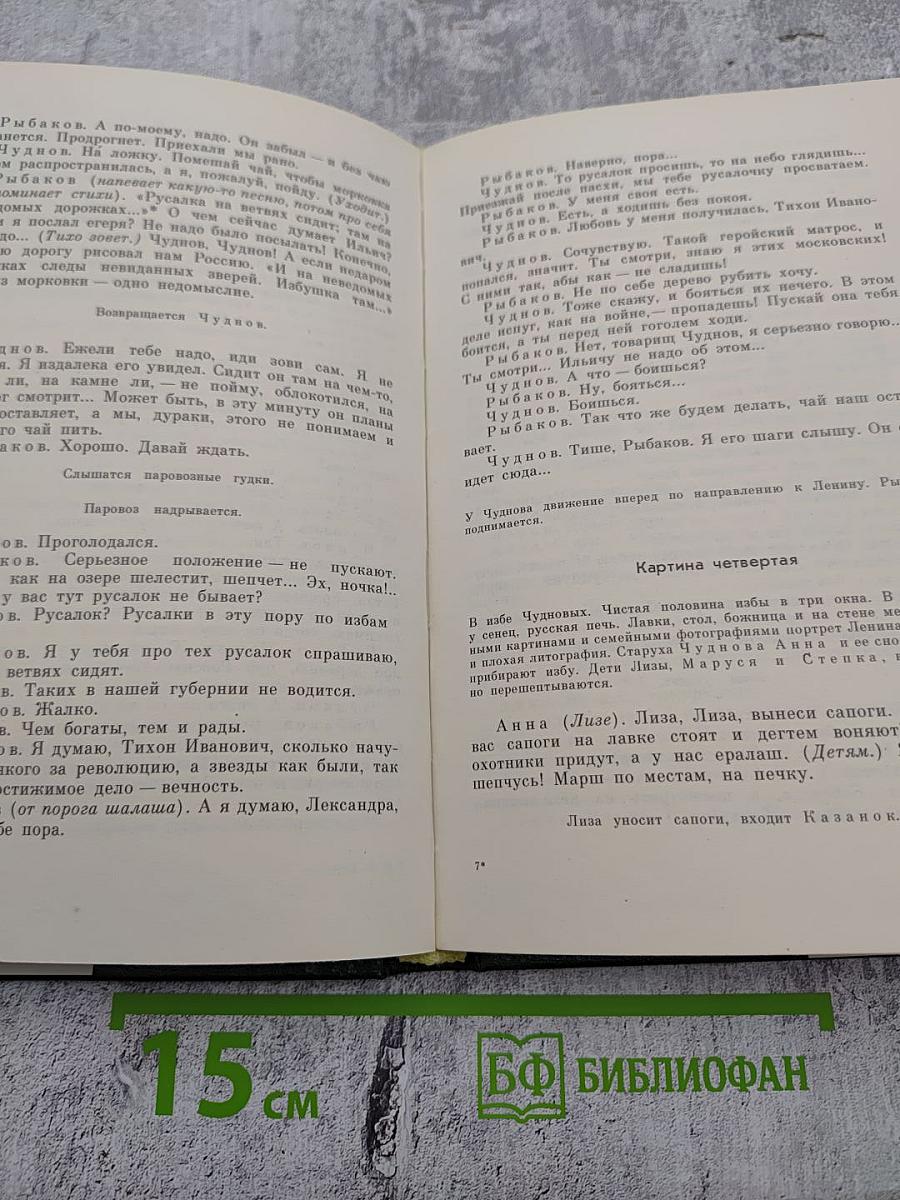 Рыбаков. А по-моему, надо. Он забыл — и без чаю
анется. Продрогнет. Приехали мы рано.
Чуднов. На ложку. Помешай чай, чтобы морковка
ом распространилась, а я, пожалуй, пойду. (Уходит.)
Рыбаков (напевает какую-то песню, потом про себя
поминает стихи). «Русалка на ветвях сидит; там на
домых дорожках...»* О чем сейчас думает Ильич?
м я послал егеря? Не надо было посылать! Конечно,
до... (Тихо зовет.) Чуднов, Чуднов! А если недаром
ю дорогу рисовал нам Россию. «И на неведомых
ках следы невиданных зверей. Избушка там...»
из морковки — одно недомыслие.
Возвращается Чуднов.
днов. Ежели тебе надо, иди зови сам. Я не
я. Я издалека его увидел. Сидит он там на чем-то,
ли, на камне ли, — не пойму, облокотился, на
ег смотрит... Может быть, в эту минуту он планы
оставляет, а мы, дураки, этого не понимаем и
го чай пить.
баков. Хорошо. Давай ждать.
Слышатся паровозные гудки.
Паровоз надрывается.
ов. Проголодался.
ков. Серьезное положение — не пускают.
как на озере шелестит, шепчет... Эх, ночка!..
у вас тут русалок не бывает?
ов. Русалок? Русалки в эту пору по избам
ов. Я у тебя про тех русалок спрашиваю,
ветвях сидят.
в. Таких в нашей губернии не водится.
ов. Жалко.
в. Чем богаты, тем и рады.
ов. Я думаю, Тихон Иванович, сколько начу-
нкого за революцию, а звезды как были, так
остижимое дело — вечность.
в (от порога шалаша). А я думаю, Лександра,
бе пора.
Рыбаков. Наверно, пора...
Чуднов. То русалок просишь, то на небо глядишь...
Приезжай после пасхи, мы тебе русалочку просватаем.
Рыбаков. У меня своя есть.
Чуднов. Есть, а ходишь без покоя.
Рыбаков. Любовь у меня получилась, Тихон Ивано-
вич.
Чуднов. Сочувствую. Такой геройский матрос, и
попался, значит. Ты смотри, знаю я этих московских!
С ними так, абы как — не сладишь!
Рыбаков. Не по себе дерево рубить хочу.
Чуднов. Тоже скажу, и бояться их нечего. В этом
деле испуг, как на войне, — пропадешь! Пускай она тебя
боится, а ты перед ней гоголем ходи.
Рыбаков. Нет, товарищ Чуднов, я серьезно говорю...
Ты смотри... Ильичу не надо об этом...
Чуднов. А что — боишься?
Рыбаков. Ну, бояться...
Чуднов. Боишься.
Рыбаков. Так что же будем делать, чай наш ост
вает.
Чуднов. Тише, Рыбаков. Я его шаги слышу. Он с
идет сюда...
У Чуднова движение вперед по направлению к Ленину. Ры
поднимается.
Картина четвертая
В избе Чудновых. Чистая половина избы в три окна. В
у сенец, русская печь. Лавки, стол, божница и на стене ме
ными картинами и семейными фотографиями портрет Ленина
и плохая литография. Старуха Чуднова Анна и ее сно
прибирают избу. Дети Лизы, Маруся и Степка,
но перешептываются.
Анна (Лизе). Лиза, Лиза, вынеси сапоги.
вас сапоги на лавке стоят и дегтем воняют
охотники придут, а у нас ералаш. (Детям.)
шепчусь! Марш по местам, на печку.
Лиза уносит сапоги, входит Казанок.
7*
15 см
БФ БИБЛИОФАН